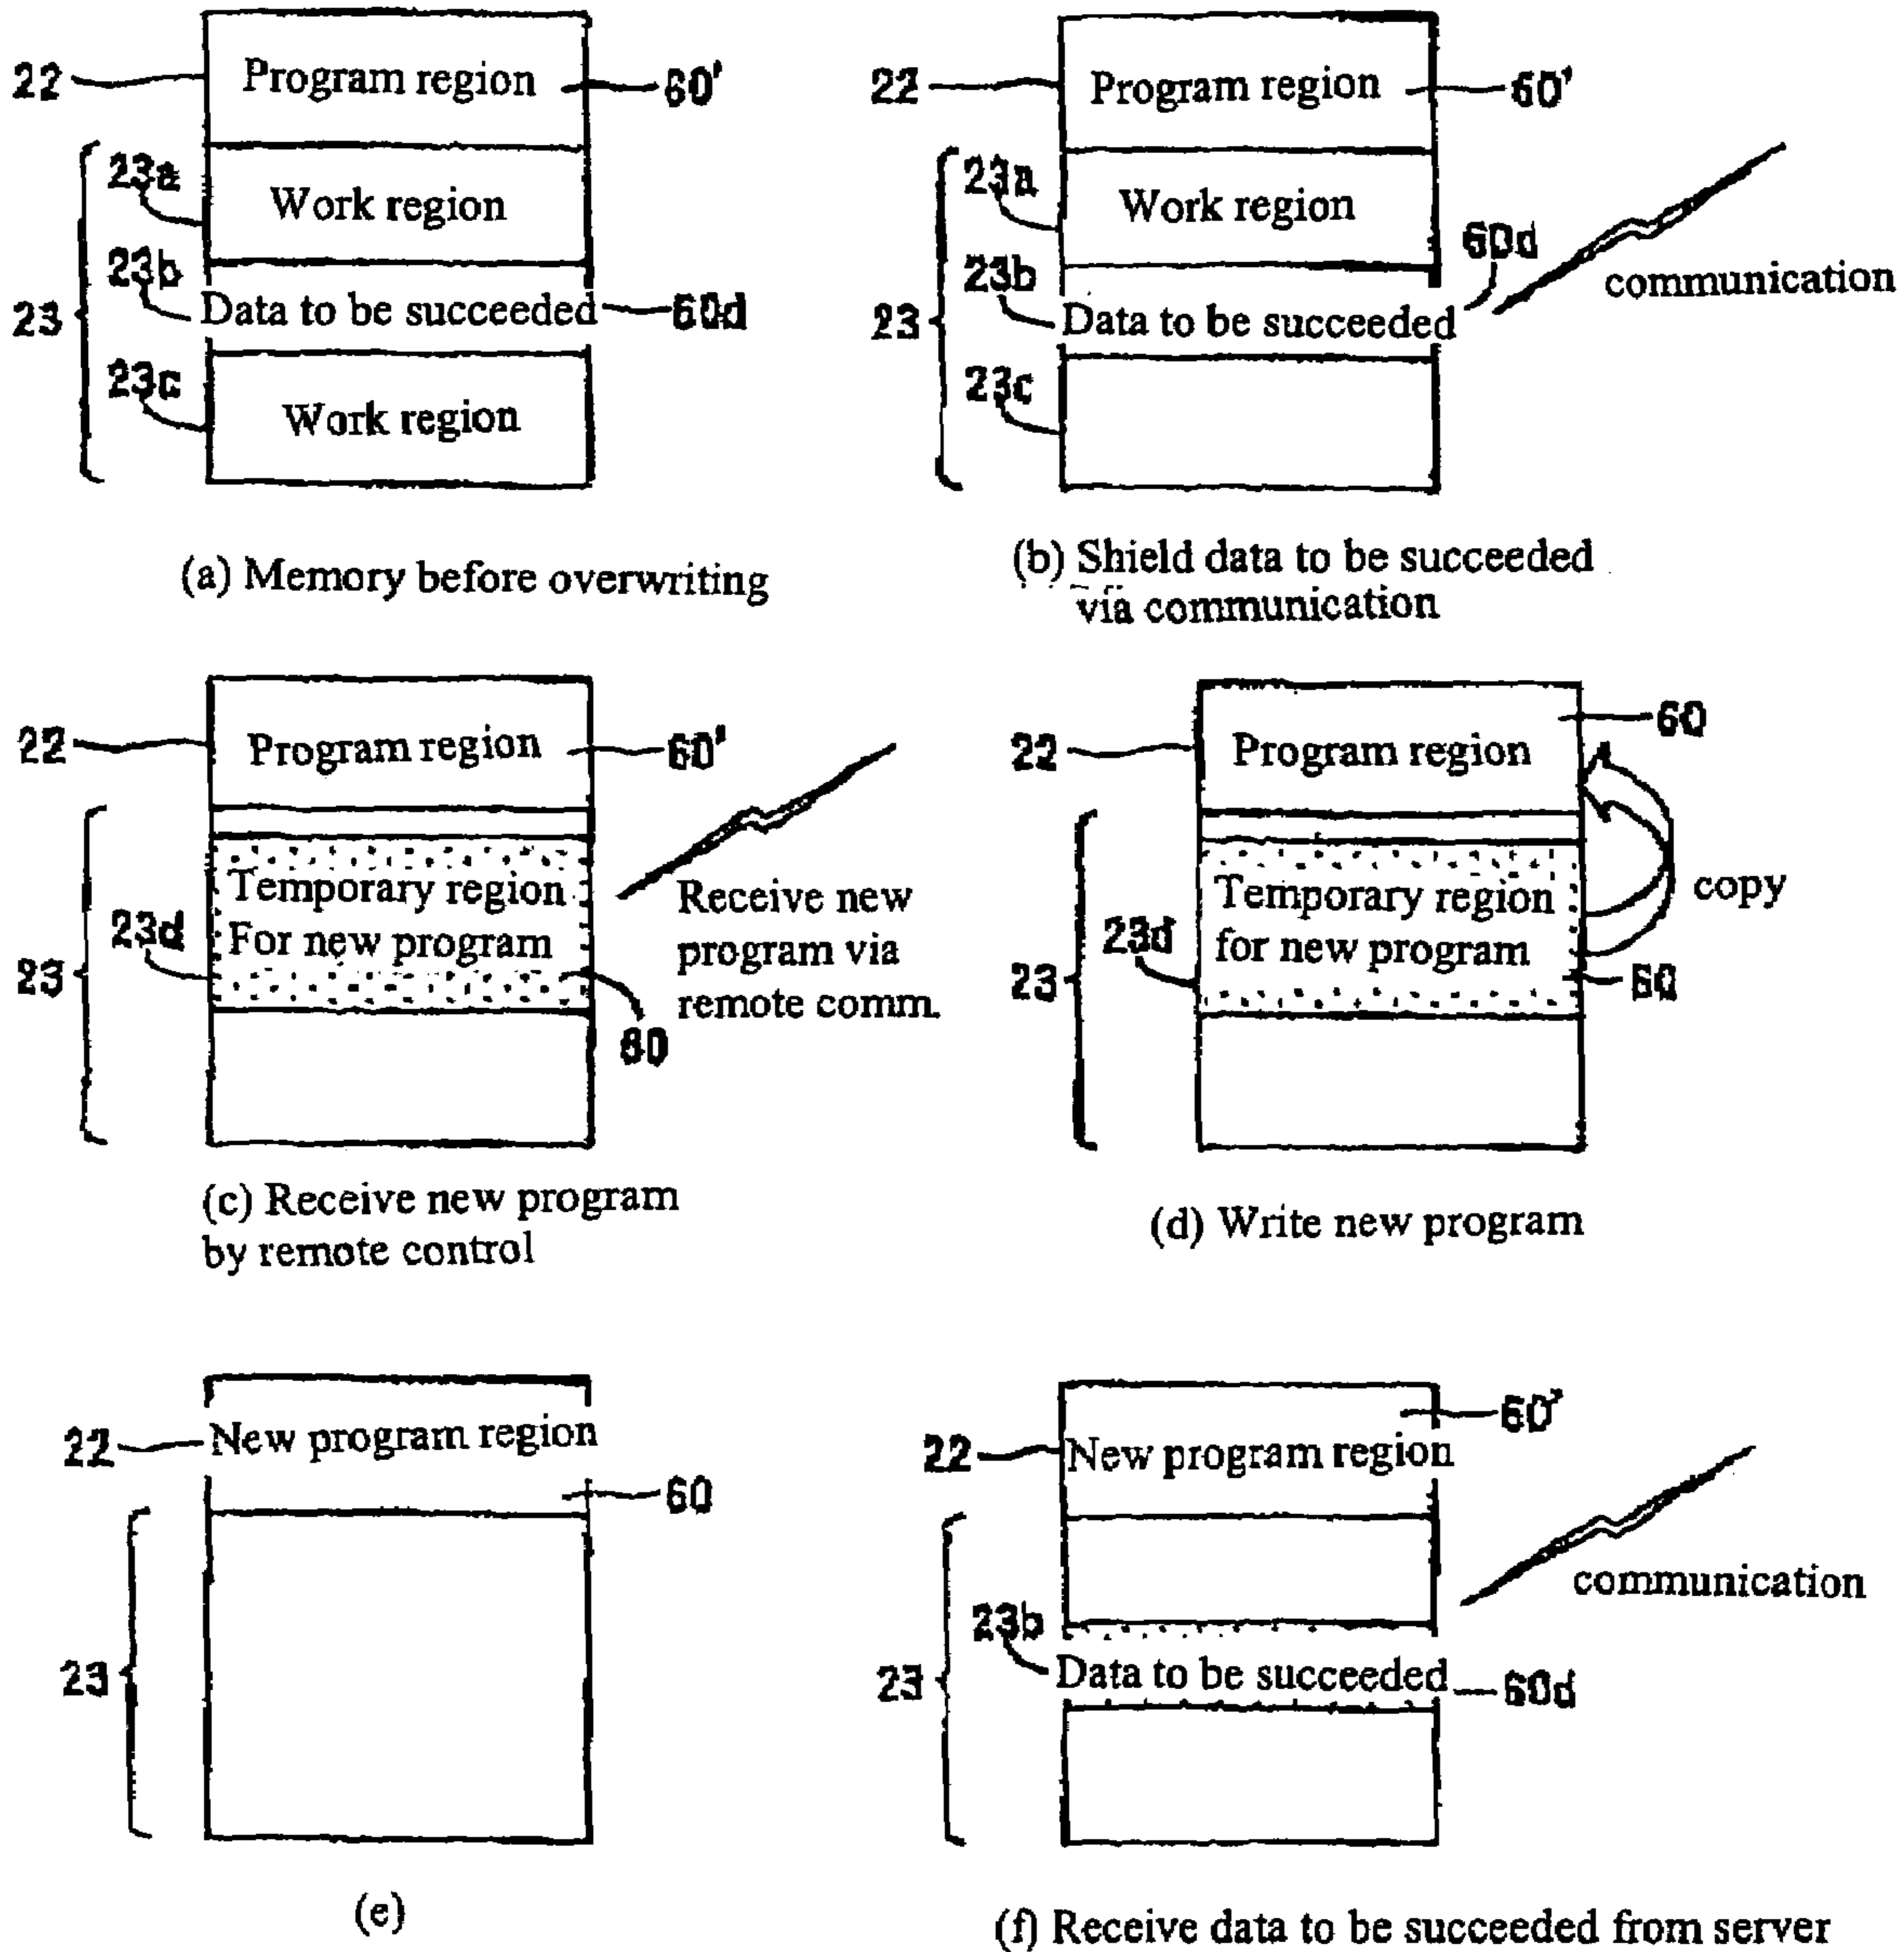 22
Program region
60'
23a
Work region
23b
Data to be succeeded
60d
23
23c
Work region
(a) Memory before overwriting
22
Program region
60'
23a
Work region
60d
communication
23b
Data to be succeeded
23
23c
(b) Shield data to be succeeded
via communication
22
Program region
60'
Temporary region
For new program
23d
23
Receive new
program via
remote comm.
60
(c) Receive new program
by remote control
60
22
Program region
copy
Temporary region
for new program
23d
23
60
(d) Write new program
22
New program region
60
23
(e)
60'
22
New program region
communication
23b
Data to be succeeded
60d
23
(f) Receive data to be succeeded from server